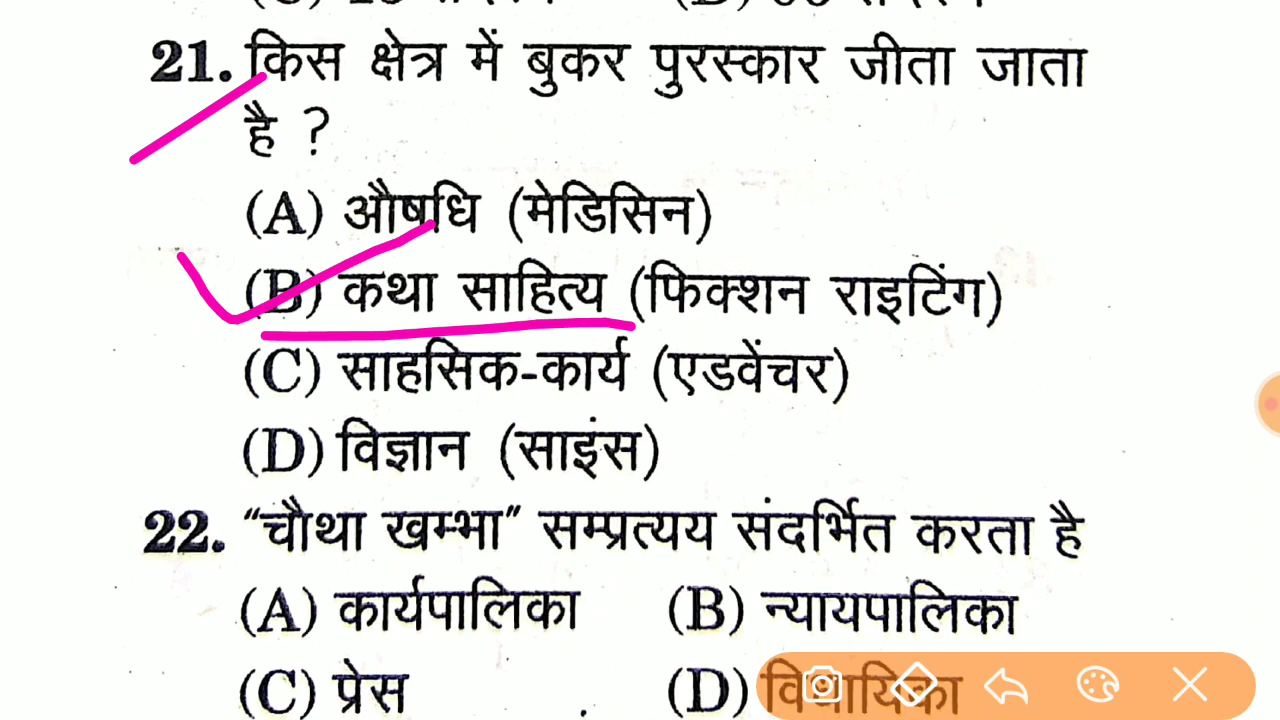 21. किस क्षेत्र में बुकर पुरस्कार जीता जाता
है ?
(A) औषधि (मेडिसिन)
(B) कथा साहित्य (फिक्शन राइटिंग)
(C) साहसिक-कार्य (एडवेंचर)
(D) विज्ञान (साइंस)
22. “चौथा खम्भा” सम्प्रत्यय संदर्भित करता है
(A) कार्यपालिका (B) न्यायपालिका
(C) प्रेस (D) विधायिका